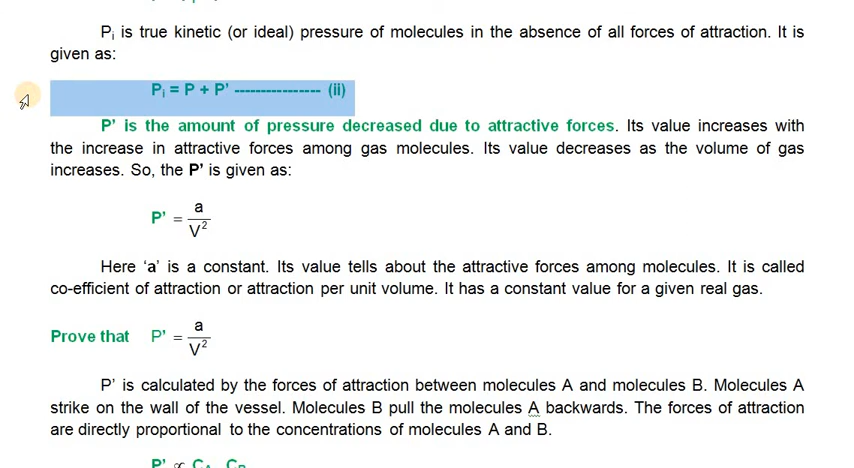 P_i is true kinetic (or ideal) pressure of molecules in the absence of all forces of attraction. It is
given as:
P_i = P + P' ---------------- (ii)
P' is the amount of pressure decreased due to attractive forces. Its value increases with
the increase in attractive forces among gas molecules. Its value decreases as the volume of gas
increases. So, the P' is given as:
P' = a/V²
Here 'a' is a constant. Its value tells about the attractive forces among molecules. It is called
co-efficient of attraction or attraction per unit volume. It has a constant value for a given real gas.
Prove that P' = a/V²
P' is calculated by the forces of attraction between molecules A and molecules B. Molecules A
strike on the wall of the vessel. Molecules B pull the molecules A backwards. The forces of attraction
are directly proportional to the concentrations of molecules A and B.
P' ∝ C